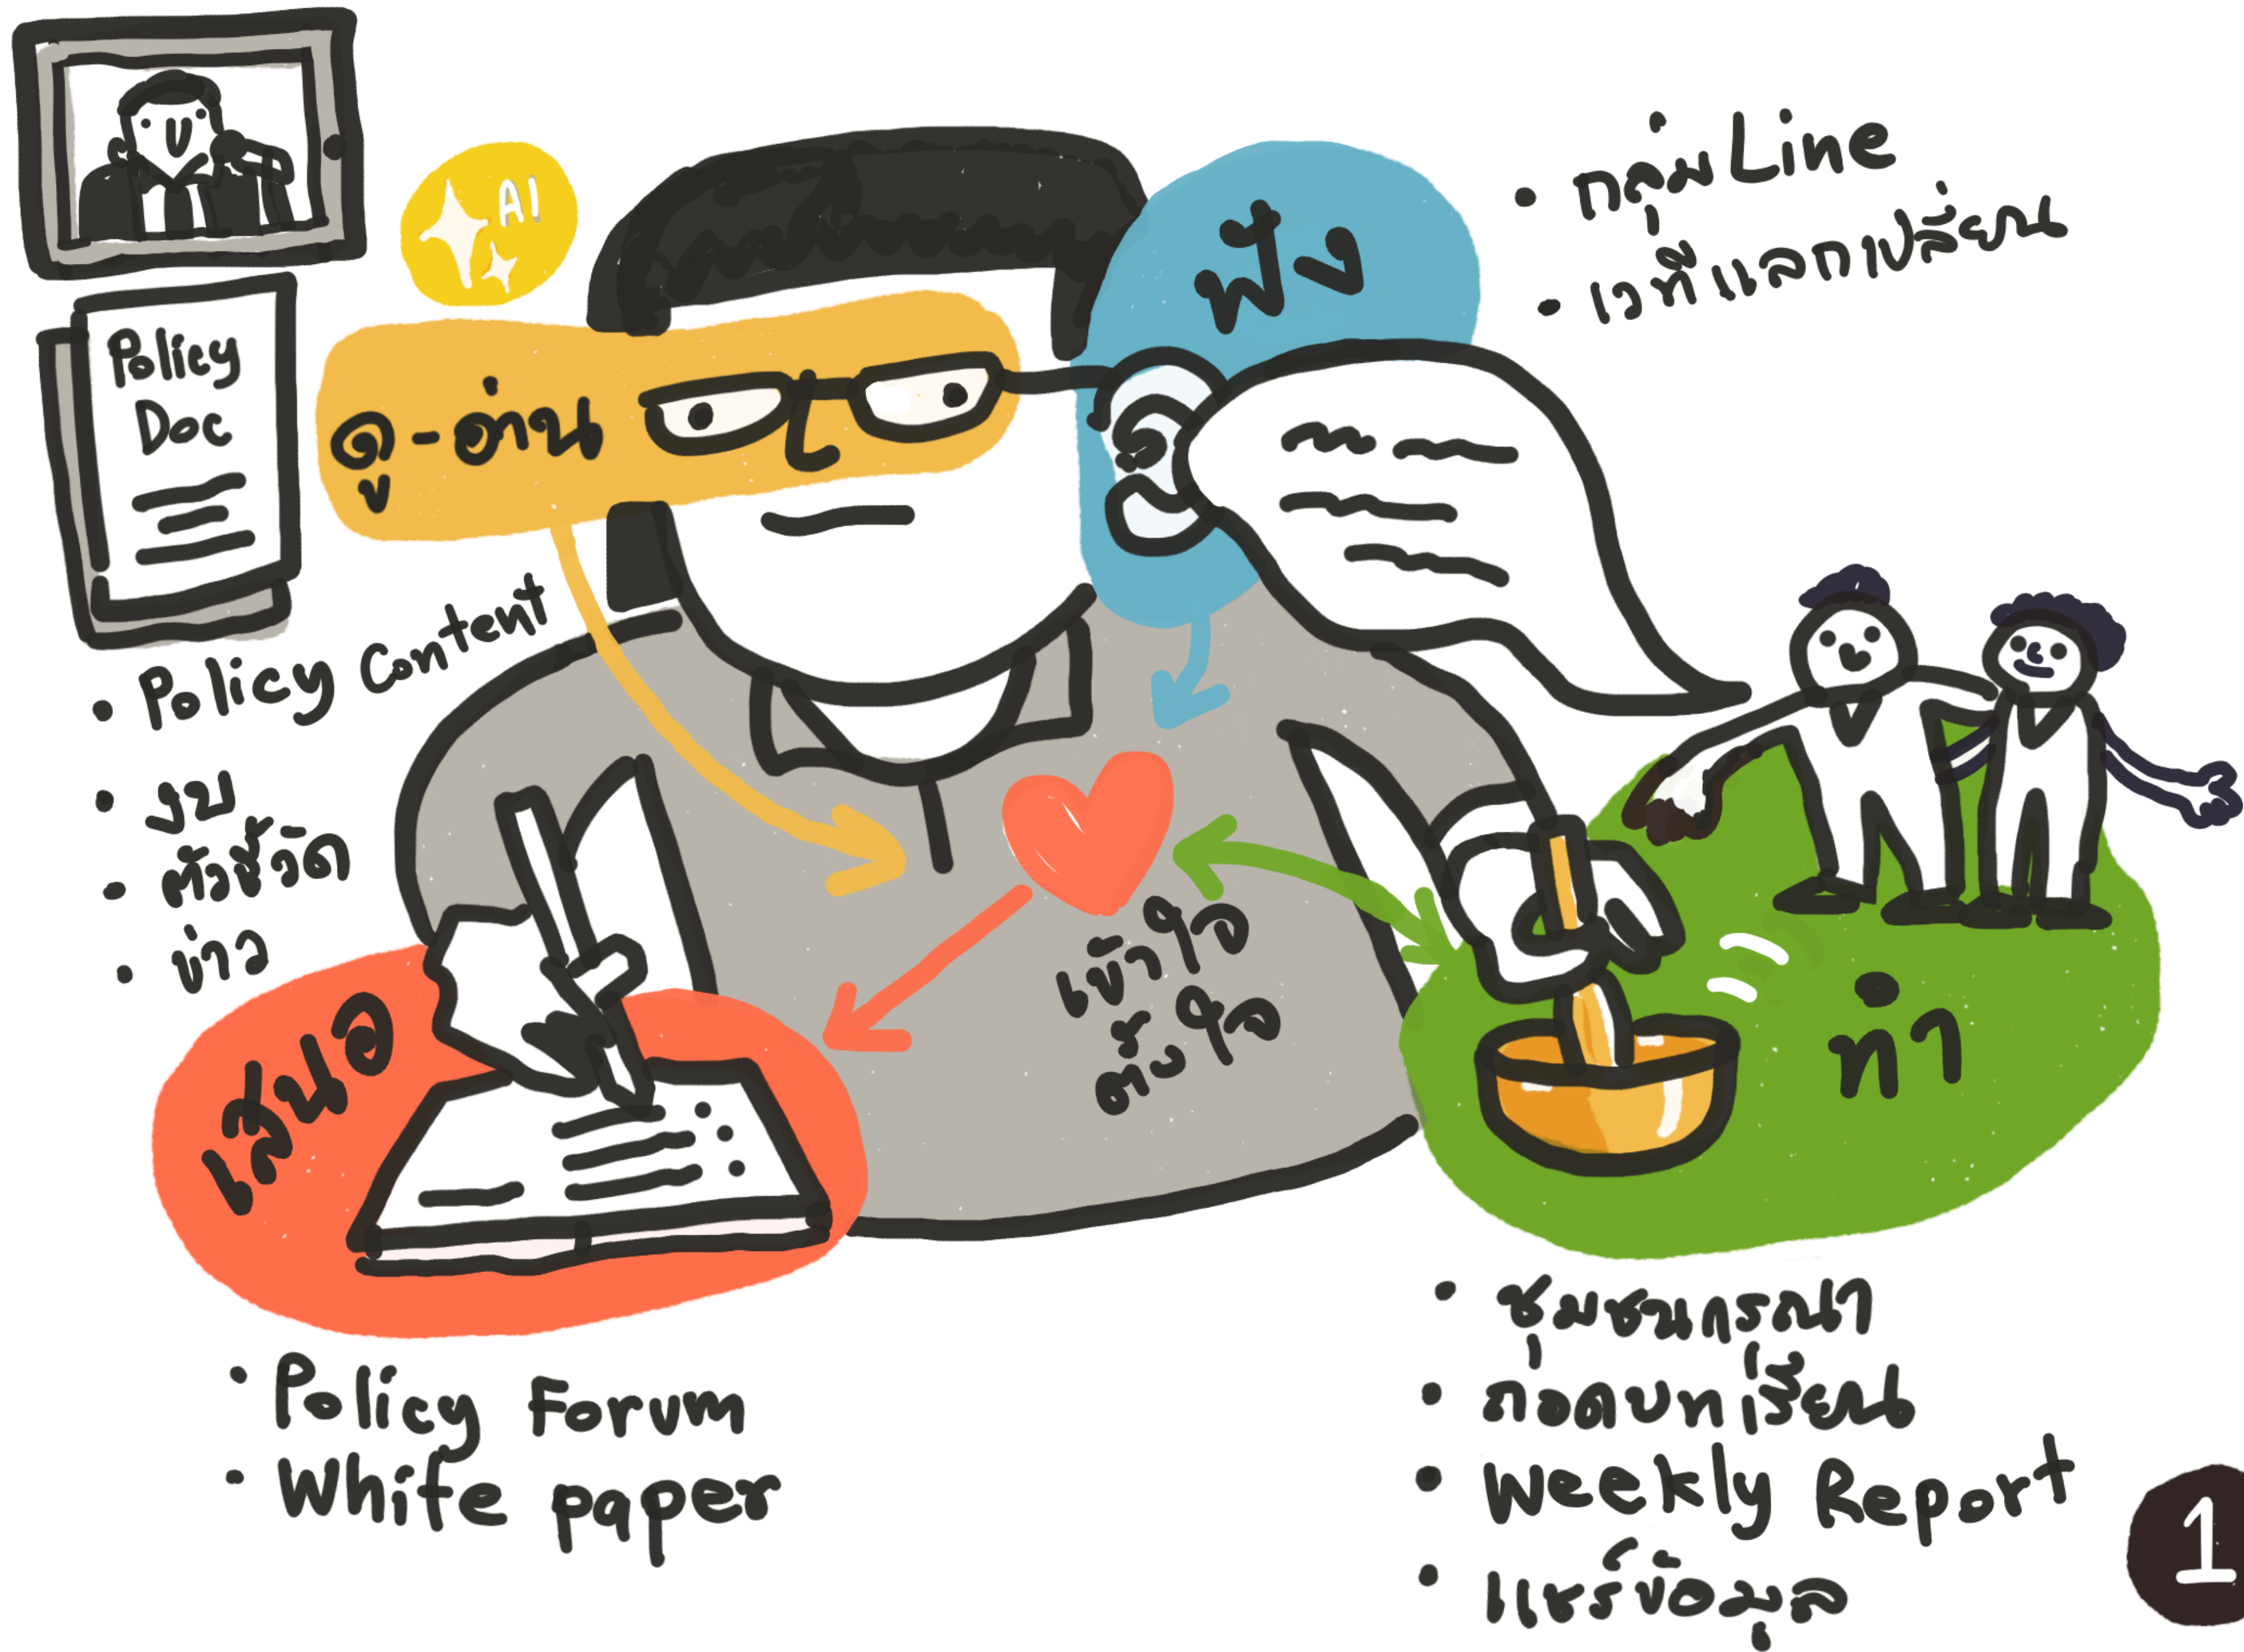 AI
ฟัง
• กลุ่ม Line
• เวทีแลกเปลี่ยน
Policy
Doc
ดู - อ่าน
• Policy Content
• งบ
• ตัวชี้วัด
• ข่าว
เข้าใจ
ทำ
เสนอ
• Policy Forum
• White paper
• ชุมชนกรุณา
• ถอดบทเรียน
• Weekly Report
• แชร์ข้อมูล
1